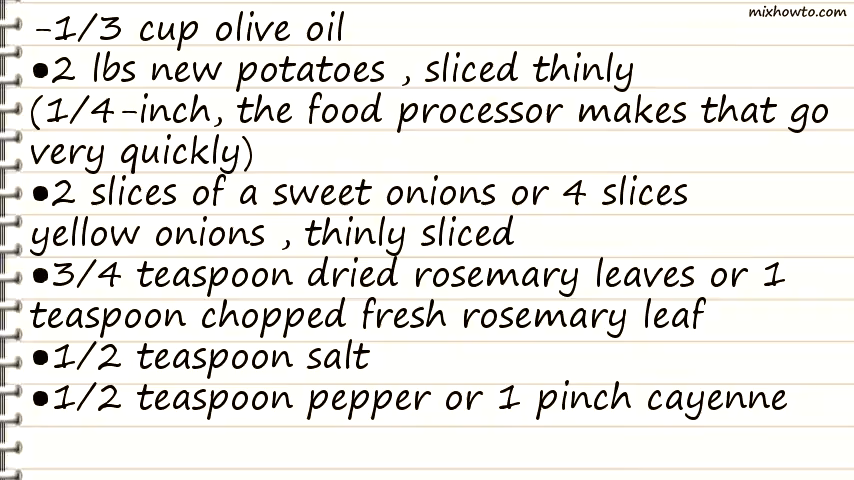 mixhowto.com
-1/3 cup olive oil
●2 lbs new potatoes , sliced thinly
(1/4-inch, the food processor makes that go
very quickly)
●2 slices of a sweet onions or 4 slices
yellow onions , thinly sliced
●3/4 teaspoon dried rosemary leaves or 1
teaspoon chopped fresh rosemary leaf
●1/2 teaspoon salt
●1/2 teaspoon pepper or 1 pinch cayenne